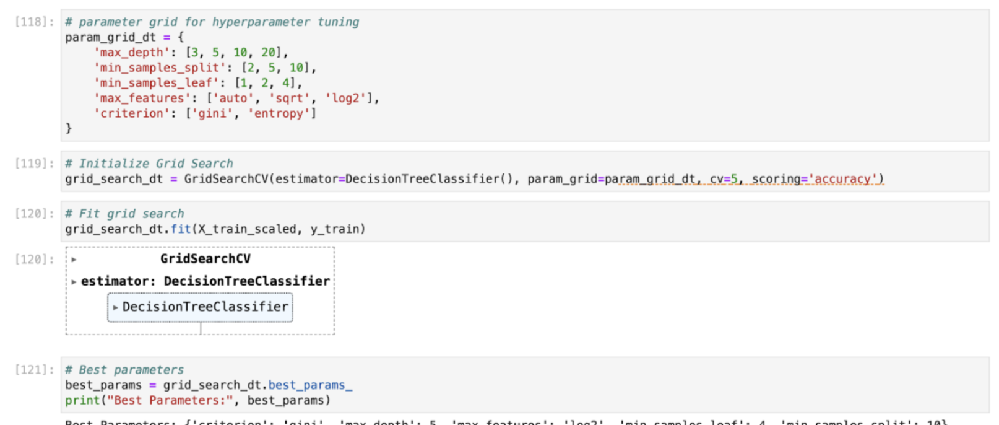 [118]: # parameter grid for hyperparameter tuning
param_grid_dt = {
    'max_depth': [3, 5, 10, 20],
    'min_samples_split': [2, 5, 10],
    'min_samples_leaf': [1, 2, 4],
    'max_features': ['auto', 'sqrt', 'log2'],
    'criterion': ['gini', 'entropy']
}
[119]: # Initialize Grid Search
grid_search_dt = GridSearchCV(estimator=DecisionTreeClassifier(), param_grid=param_grid_dt, cv=5, scoring='accuracy')
[120]: # Fit grid search
grid_search_dt.fit(X_train_scaled, y_train)
[120]: ▸ GridSearchCV
▸ estimator: DecisionTreeClassifier
▸ DecisionTreeClassifier
[121]: # Best parameters
best_params = grid_search_dt.best_params_
print("Best Parameters:", best_params)
Best Parameters: {'criterion': 'gini', 'max_depth': 5, 'max_features': 'log2', 'min_samples_leaf': 4, 'min_samples_split': 10}